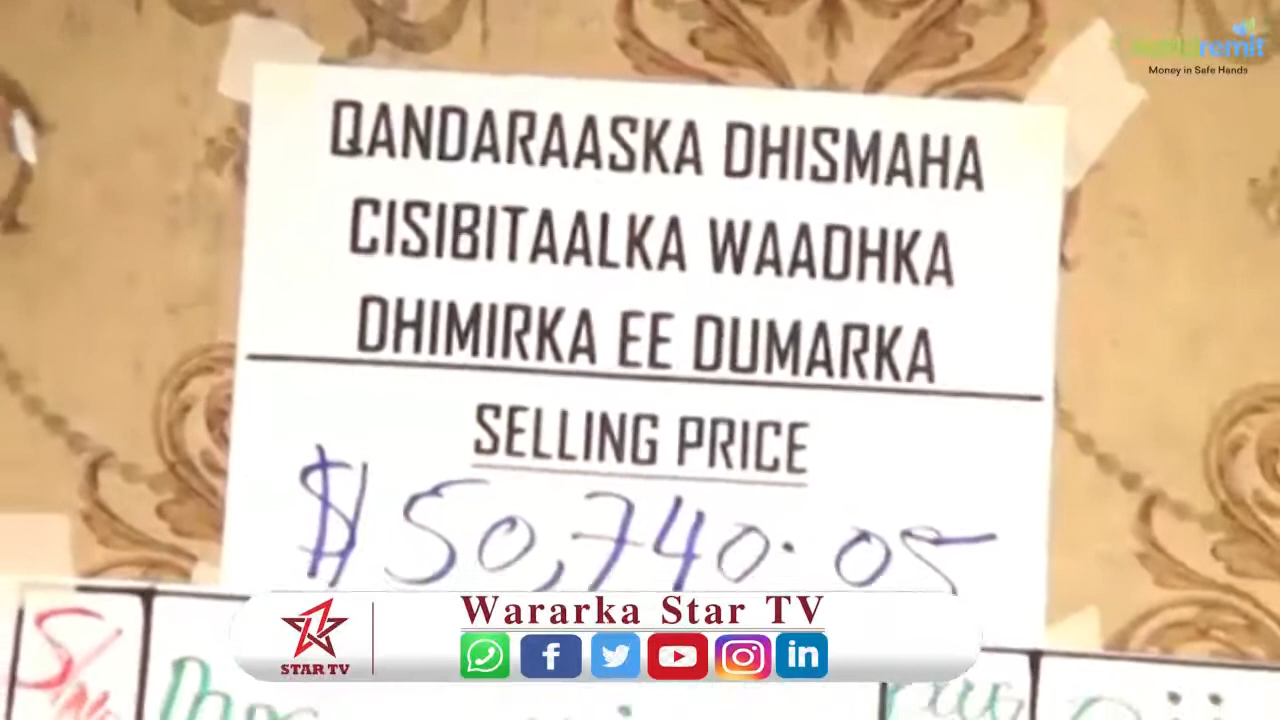 Money in Safe Hands
QANDARAASKA DHISMAHA
CISIBITAALKA WAADHKA
DHIMIRKA EE DUMARKA
SELLING PRICE
$50,740.05
Wararka Star TV
STAR TV